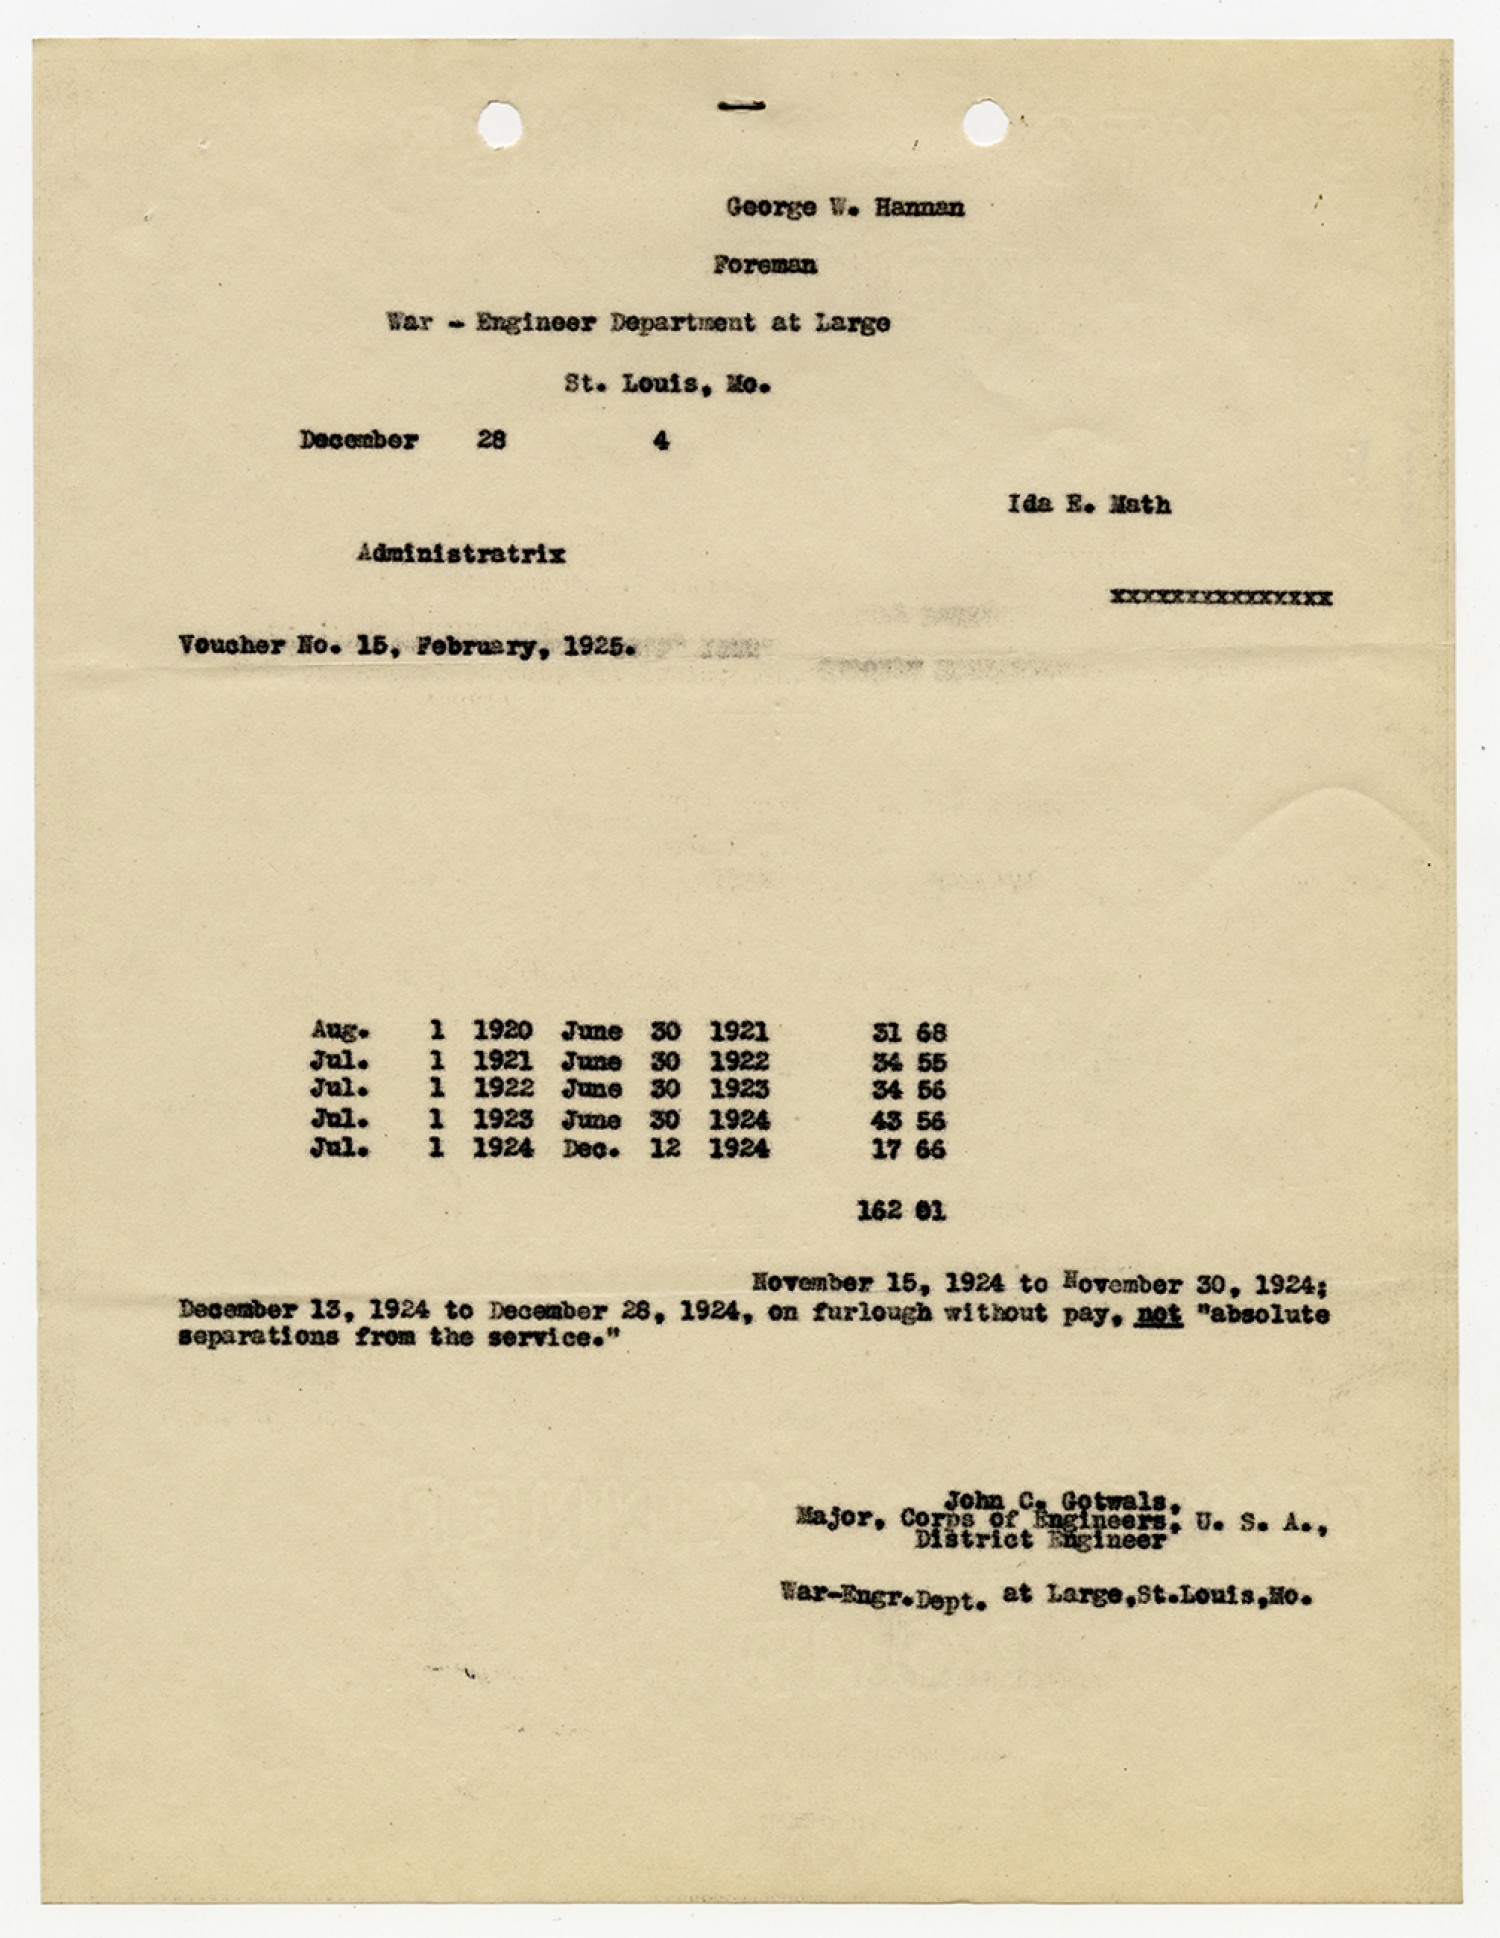 George W. Hannan
Foreman
War - Engineer Department at Large
St. Louis, Mo.
December 28 4
Ida E. Math
Administratrix
xxxxxxxxxxxxxxx
Voucher No. 15, February, 1925.
Aug. 1 1920 June 30 1921 31 68
Jul. 1 1921 June 30 1922 34 55
Jul. 1 1922 June 30 1923 34 56
Jul. 1 1923 June 30 1924 43 56
Jul. 1 1924 Dec. 12 1924 17 66
162 01
November 15, 1924 to November 30, 1924;
December 13, 1924 to December 28, 1924, on furlough without pay, not "absolute
separations from the service."
John C. Gotwals,
Major, Corps of Engineers, U. S. A.,
District Engineer
War-Engr.Dept. at Large,St.Louis,Mo.